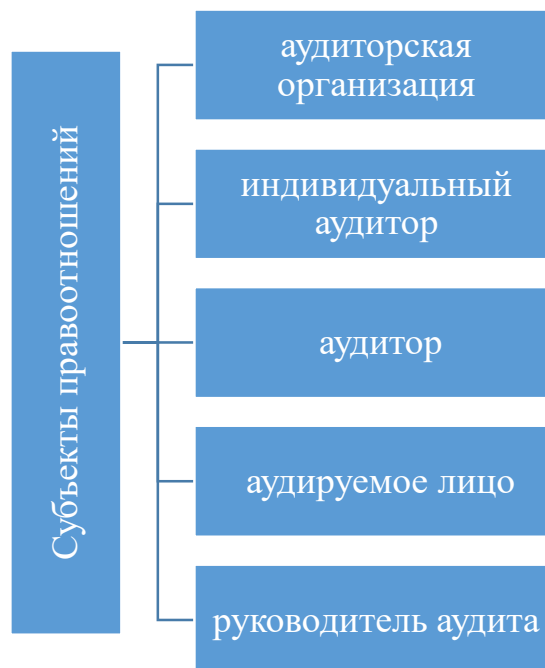 Субъекты правоотношений
аудиторская
организация
индивидуальный
аудитор
аудитор
аудируемое лицо
руководитель аудита